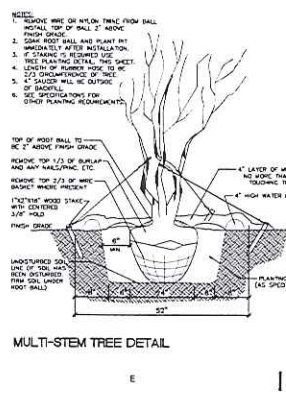 NOTES:
1. REMOVE WIRE OR NYLON TWINE FROM BALL
INSTALL TOP OF BALL 2" ABOVE
FINISH GRADE.
2. SOAK ROOT BALL AND PLANT PIT
IMMEDIATELY AFTER INSTALLATION.
3. IF STAKING IS REQUIRED USE
TREE PLANTING DETAIL, THIS SHEET.
4. LENGTH OF RUBBER HOSE TO BE
2/3 CIRCUMFERENCE OF TREE
5. 4" SAUCER WILL BE OUTSIDE
OF BACKFILL.
6. SEE SPECIFICATIONS FOR
OTHER PLANTING REQUIREMENTS.
TOP OF ROOT BALL TO
BE 2" ABOVE FINISH GRADE
REMOVE TOP 1/3 OF BURLAP
AND ANY NAILS/PINS, ETC.
REMOVE TOP 2/3 OF WIRE
BASKET WHERE PRESENT
1"X2"X18" WOOD STAKE
WITH CENTERED
3/8" HOLD
FINISH GRADE
4" LAYER OF M
NO MORE THA
TOUCHING T
4" HIGH WATER
6"
MIN
UNDISTURBED SOIL
LINE OF SOIL HAS
BEEN DISTURBED.
FIRM SOIL UNDER
ROOT BALL)
PLANTING
(AS SPEC
52"
MULTI-STEM TREE DETAIL
E